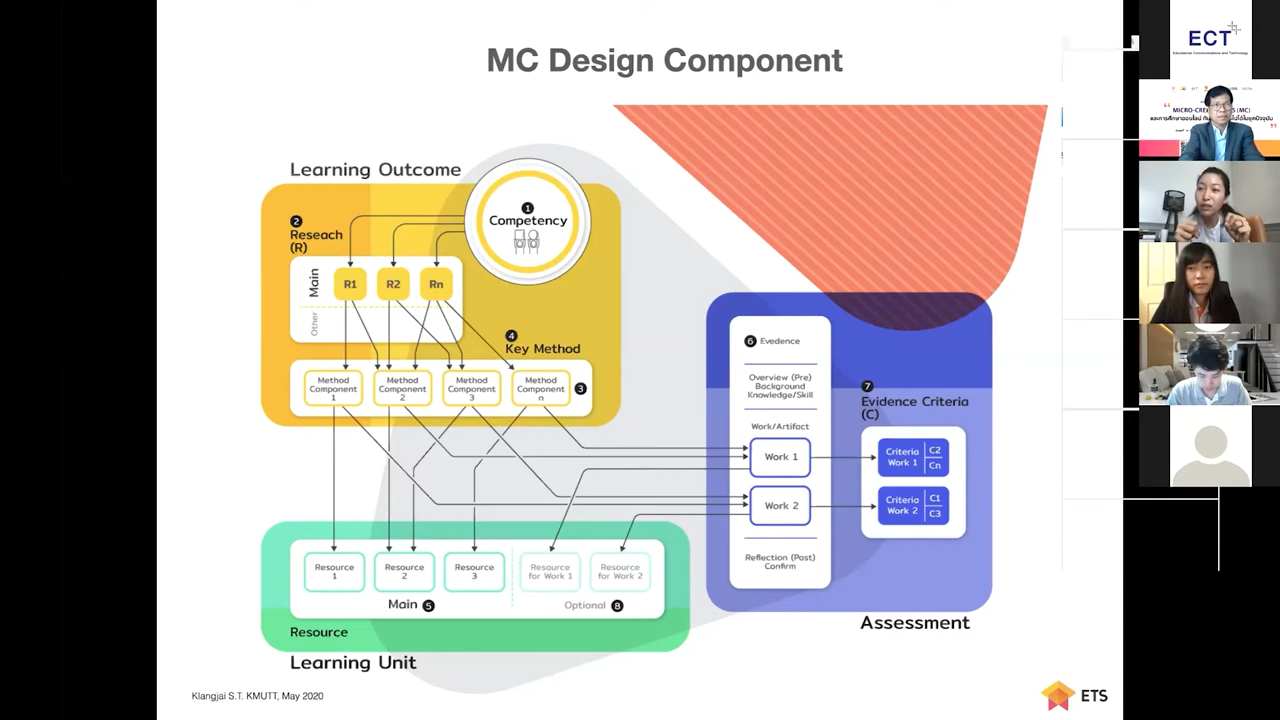 MC Design Component
Learning Outcome
1
Competency
2
Reseach
(R)
Main
R1
R2
Rn
Other
4
Key Method
Method
Component
1
Method
Component
2
Method
Component
3
Method
Component
n
3
6 Evedence
Overview (Pre)
Background
Knowledge/Skill
Work/Artifact
Work 1
Work 2
Reflection (Post)
Confirm
7
Evidence Criteria
(C)
Criteria
Work 1
C2
Cn
Criteria
Work 2
C1
C3
Assessment
Resource
1
Resource
2
Resource
3
Resource
for Work 1
Resource
for Work 2
Main 5
Optional 8
Resource
Learning Unit
Klangjai S.T. KMUTT, May 2020
ETS
ECT
Educational Communications and Technology